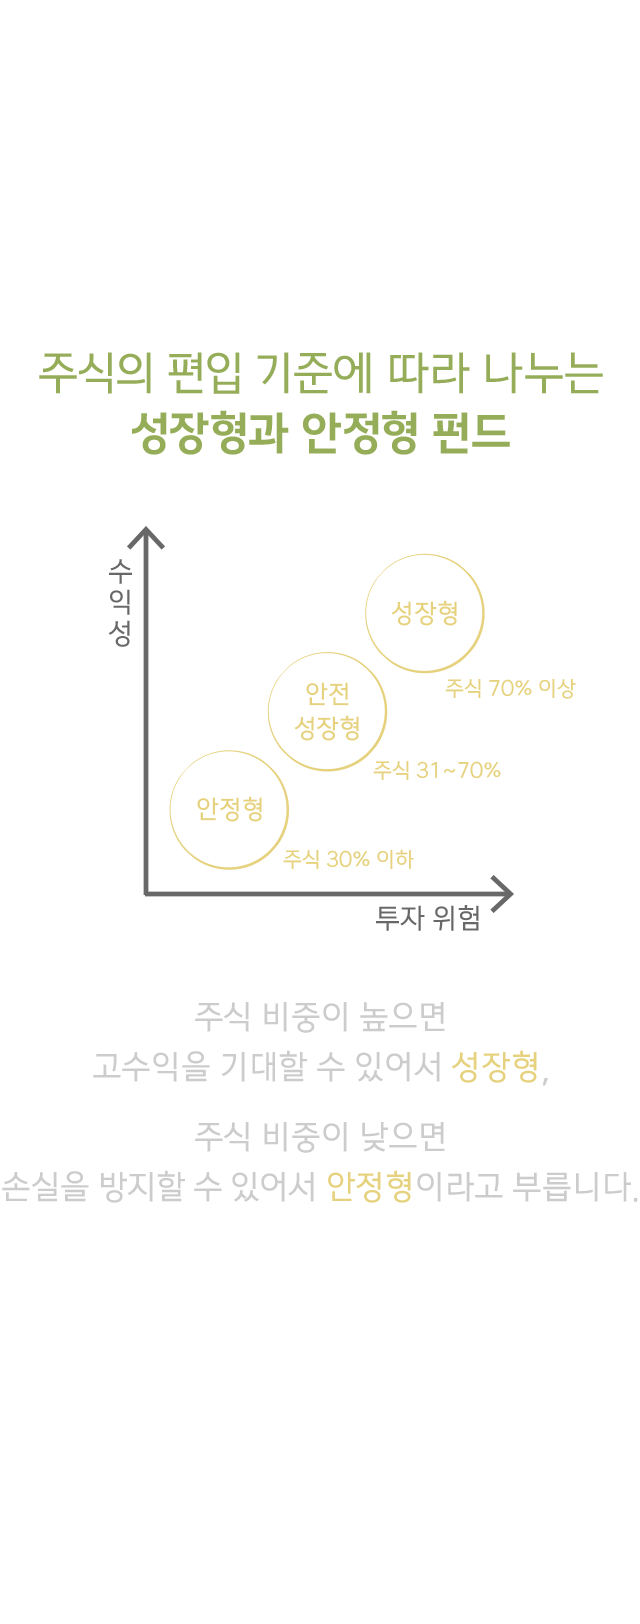 주식의 편입 기준에 따라 나누는
성장형과 안정형 펀드
수익성
성장형
주식 70% 이상
안전
성장형
주식 31~70%
안정형
주식 30% 이하
투자 위험
주식 비중이 높으면
고수익을 기대할 수 있어서 성장형,
주식 비중이 낮으면
손실을 방지할 수 있어서 안정형이라고 부릅니다.